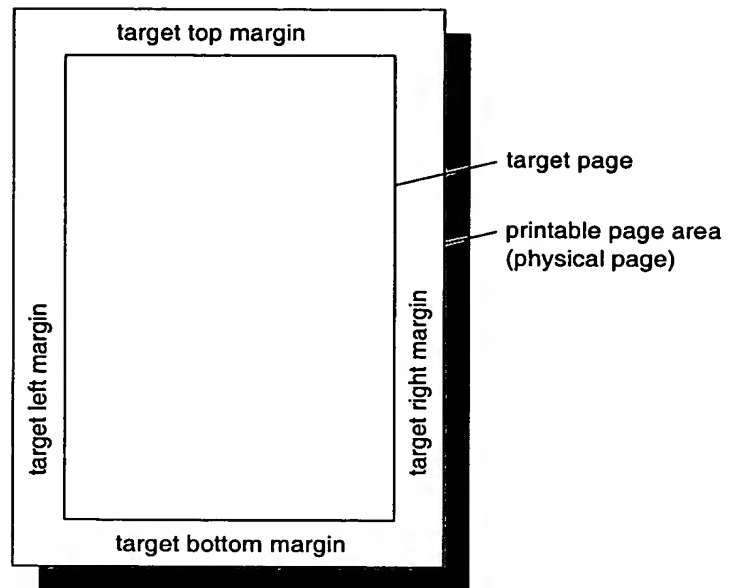 target top margin
target page
printable page area
(physical page)
target left margin
target right margin
target bottom margin